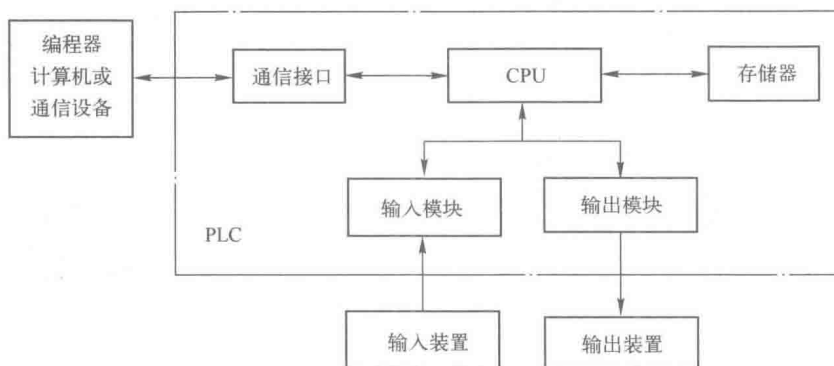 编程器
计算机或
通信设备
通信接口
CPU
存储器
输入模块
输出模块
PLC
输入装置
输出装置